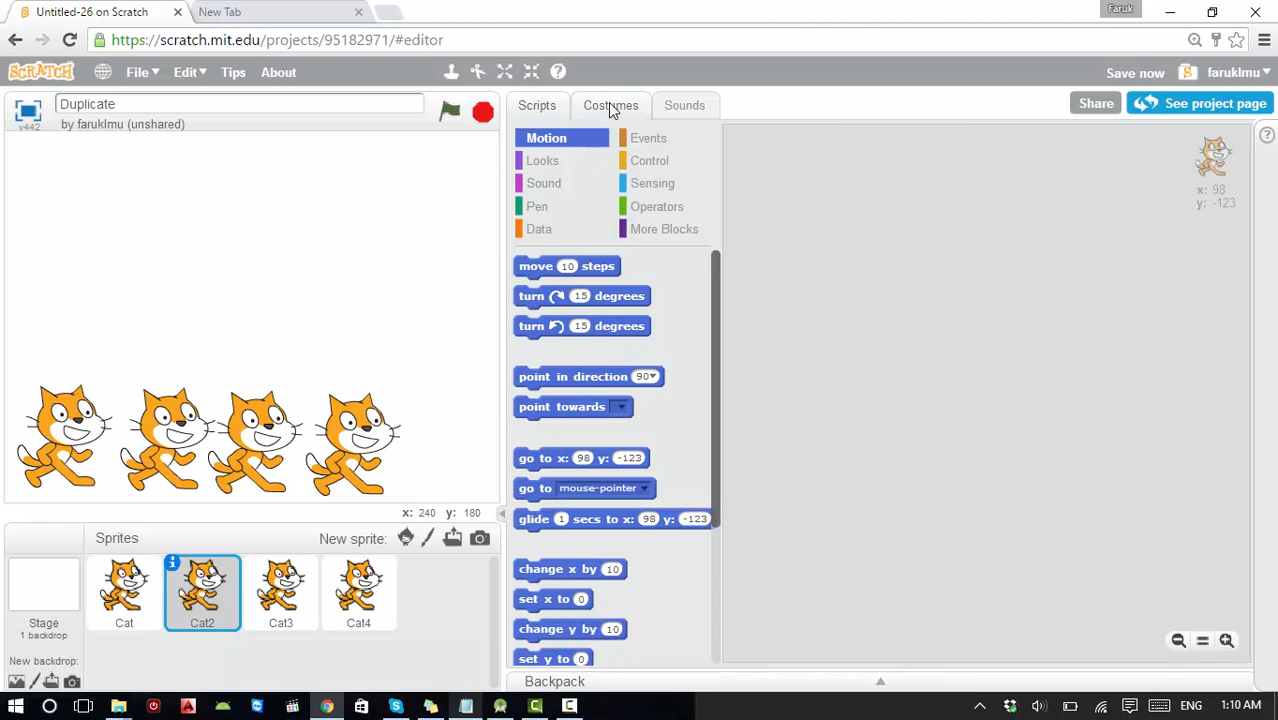 Untitled-26 on Scratch
New Tab
Faruk
https://scratch.mit.edu/projects/95182971/#editor
SCRATCH
File
Edit
Tips
About
Save now
faruklmu
v442
Duplicate
by faruklmu (unshared)
Scripts
Costumes
Sounds
Share
See project page
Motion
Events
Looks
Control
Sound
Sensing
Pen
Operators
Data
More Blocks
x: 98
y: -123
move 10 steps
turn 15 degrees
turn 15 degrees
point in direction 90
point towards
go to x: 98 y: -123
go to mouse-pointer
glide 1 secs to x: 98 y: -123
change x by 10
set x to 0
change y by 10
set y to 0
x: 240 y: 180
Sprites
New sprite:
Stage
1 backdrop
New backdrop:
Cat
Cat2
Cat3
Cat4
Backpack
ENG
1:10 AM